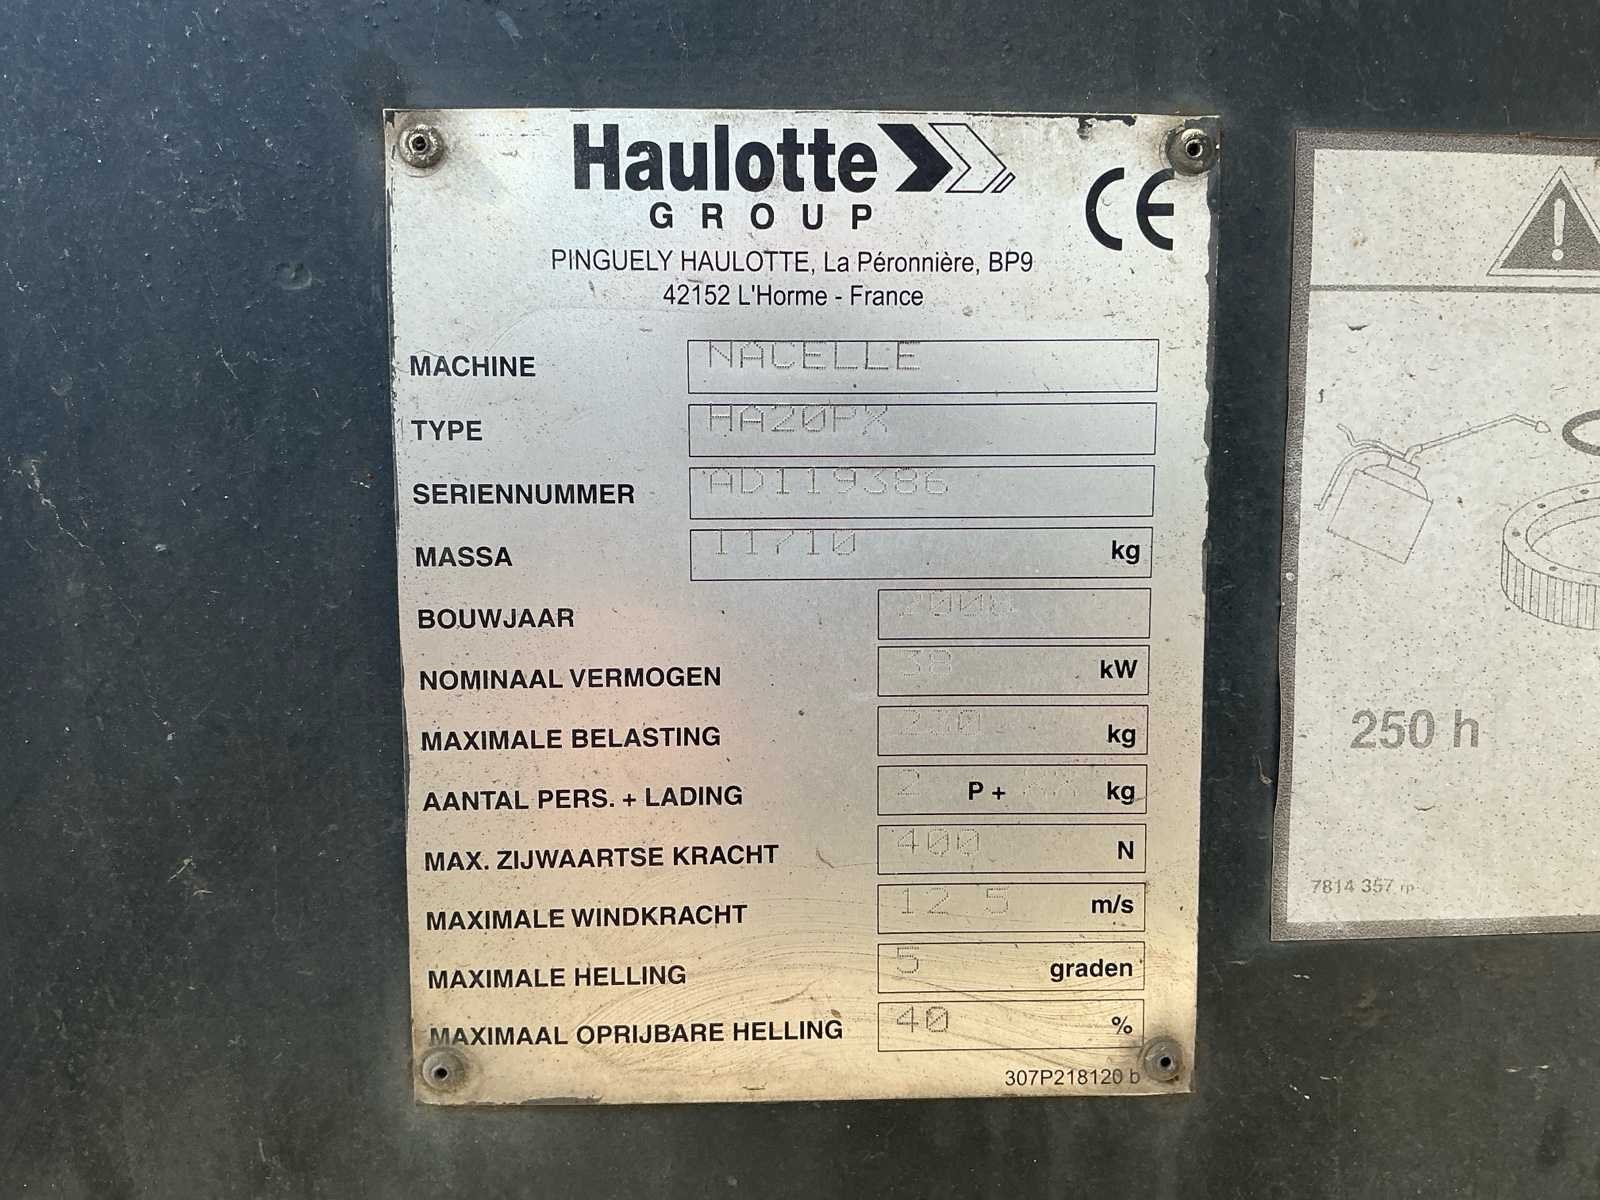 Haulotte
GROUP
CE
PINGUELY HAULOTTE, La Péronnière, BP9
42152 L'Horme - France
MACHINE NACELLE
TYPE HA20PX
SERIENNUMMER AD119386
MASSA 11710 kg
BOUWJAAR
NOMINAAL VERMOGEN 38 kW
MAXIMALE BELASTING kg
AANTAL PERS. + LADING 2 P + kg
MAX. ZIJWAARTSE KRACHT 400 N
MAXIMALE WINDKRACHT 12 5 m/s
MAXIMALE HELLING 5 graden
MAXIMAAL OPRIJBARE HELLING 40 %
307P218120 b
250 h
7814 357